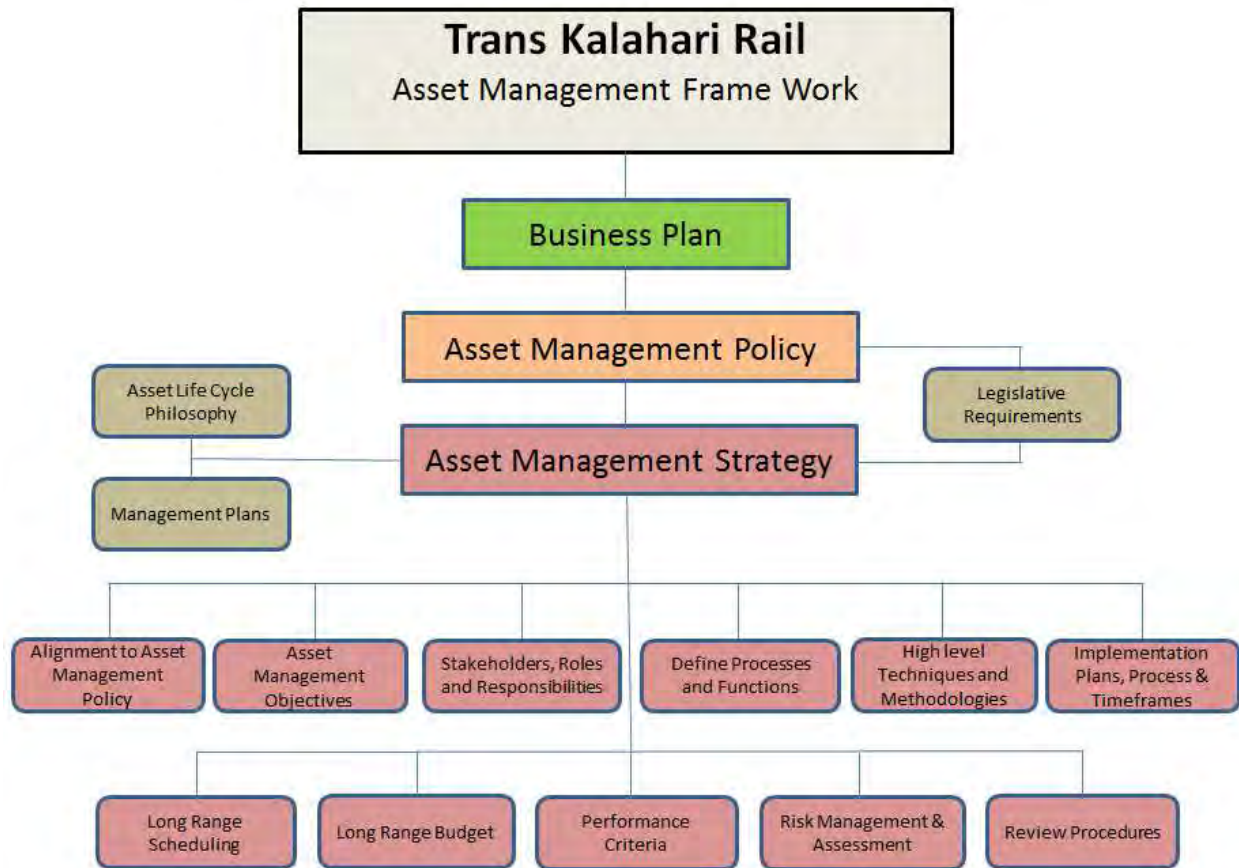 Trans Kalahari Rail
Asset Management Frame Work
Business Plan
Asset Management Policy
Asset Life Cycle
Philosophy
Legislative
Requirements
Asset Management Strategy
Management Plans
Alignment to Asset
Management
Policy
Asset
Management
Objectives
Stakeholders, Roles
and Responsibilities
Define Processes
and Functions
High level
Techniques and
Methodologies
Implementation
Plans, Process &
Timeframes
Long Range
Scheduling
Long Range Budget
Performance
Criteria
Risk Management &
Assessment
Review Procedures